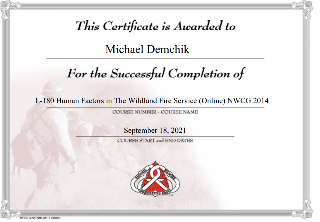 This Certificate is Awarded to
Michael Demchik
For the Successful Completion of
L-180 Human Factors in The Wildland Fire Service (Online) NWCG 2014
COURSE NUMBER - COURSE NAME
September 18, 2021
COURSE START and END DATES